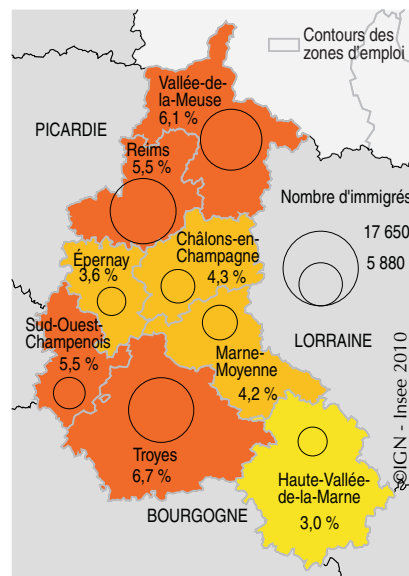 Contours des
zones d'emploi
Vallée-de-
la-Meuse
6,1 %
PICARDIE
Reims
5,5 %
Nombre d'immigrés
17 650
5 880
Châlons-en-
Champagne
4,3 %
Épernay
3,6 %
Sud-Ouest-
Champenois
5,5 %
LORRAINE
Marne-
Moyenne
4,2 %
Troyes
6,7 %
Haute-Vallée-
de-la-Marne
3,0 %
BOURGOGNE
©IGN - Insee 2010